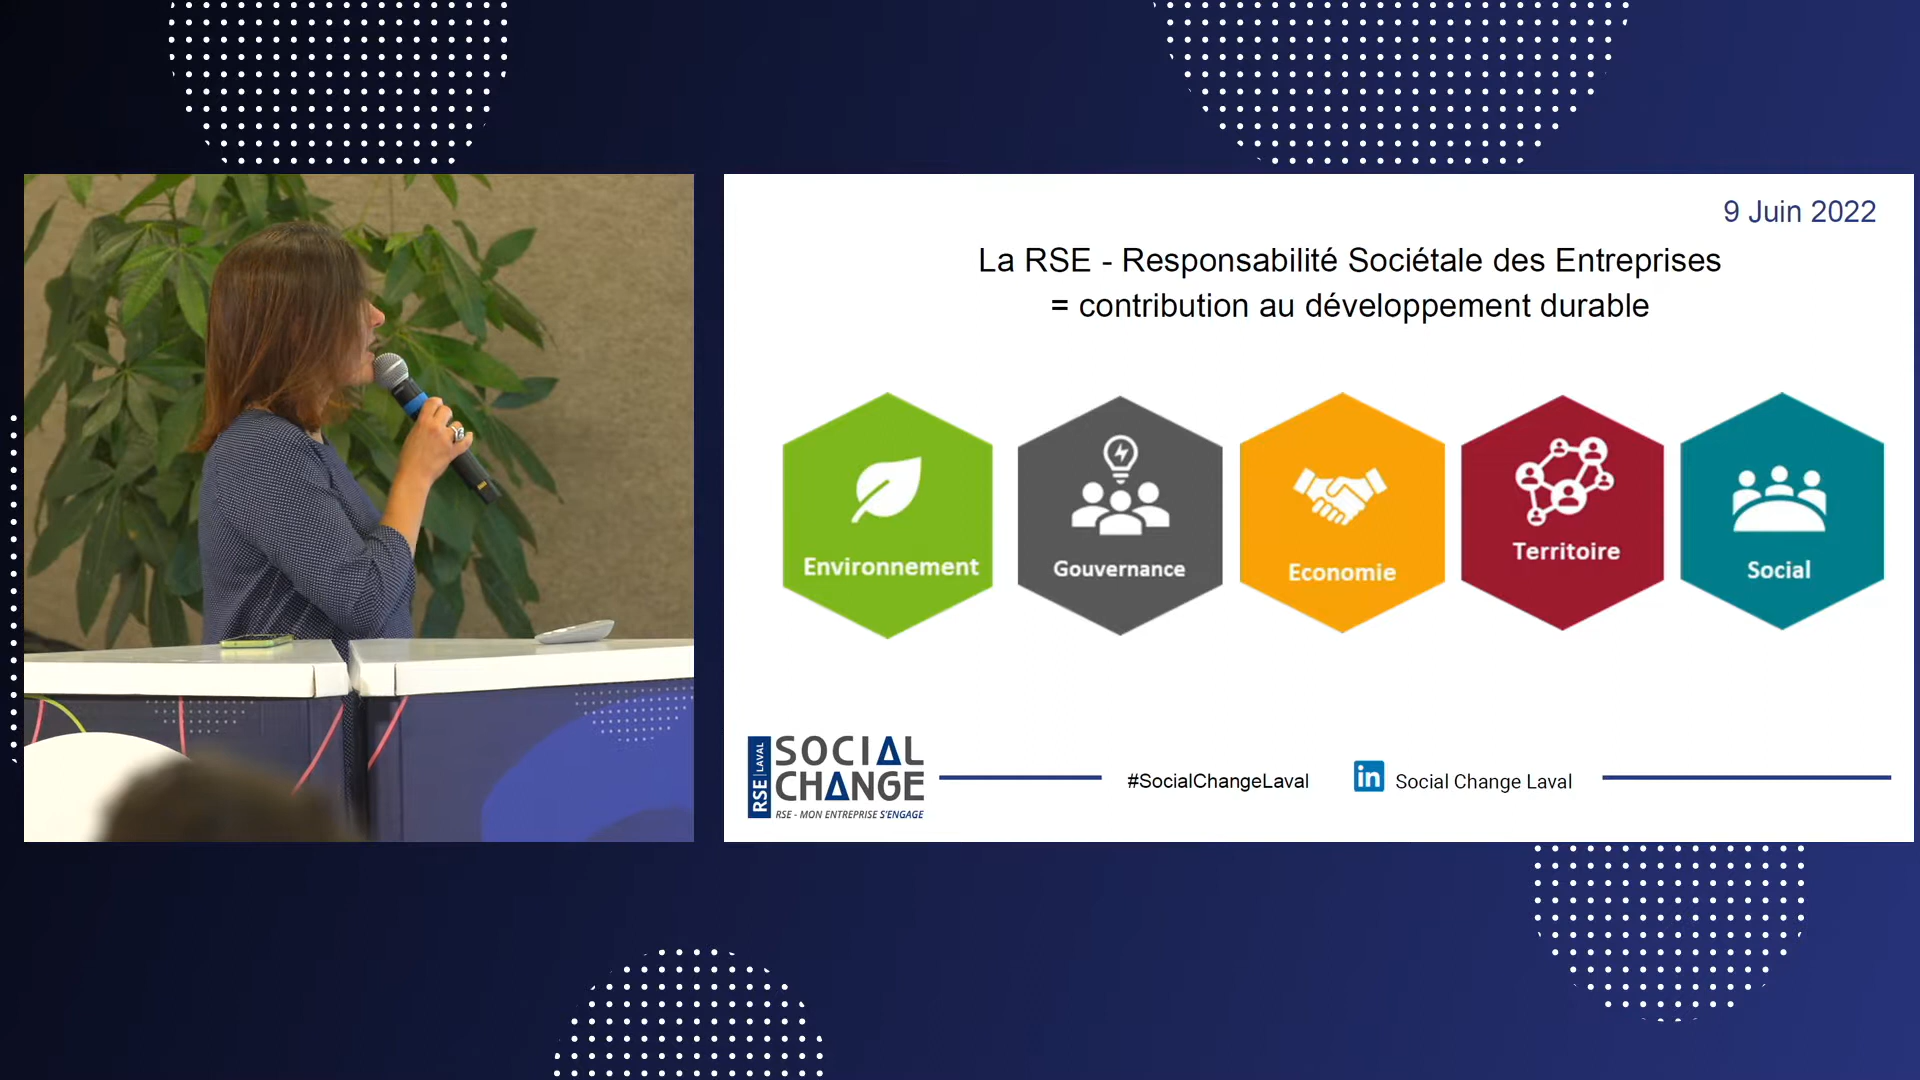 9 Juin 2022
La RSE - Responsabilité Sociétale des Entreprises
= contribution au développement durable
Environnement
Gouvernance
Economie
Territoire
Social
RSE | LAVAL
SOCIAL
CHANGE
RSE - MON ENTREPRISE S'ENGAGE
#SocialChangeLaval
in Social Change Laval